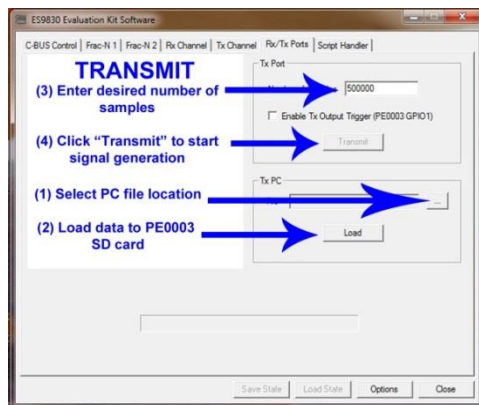 ES9830 Evaluation Kit Software
C-BUS Control | Frac-N 1 | Frac-N 2 | Rx Channel | Tx Channel | Rx/Tx Ports | Script Handler
TRANSMIT
(3) Enter desired number of
samples
(4) Click “Transmit” to start
signal generation
(1) Select PC file location
(2) Load data to PE0003
SD card
Tx Port
500000
Enable Tx Output Trigger (PE0003 GPIO1)
Transmit
Tx PC
...
Load
Save State
Load State
Options
Close